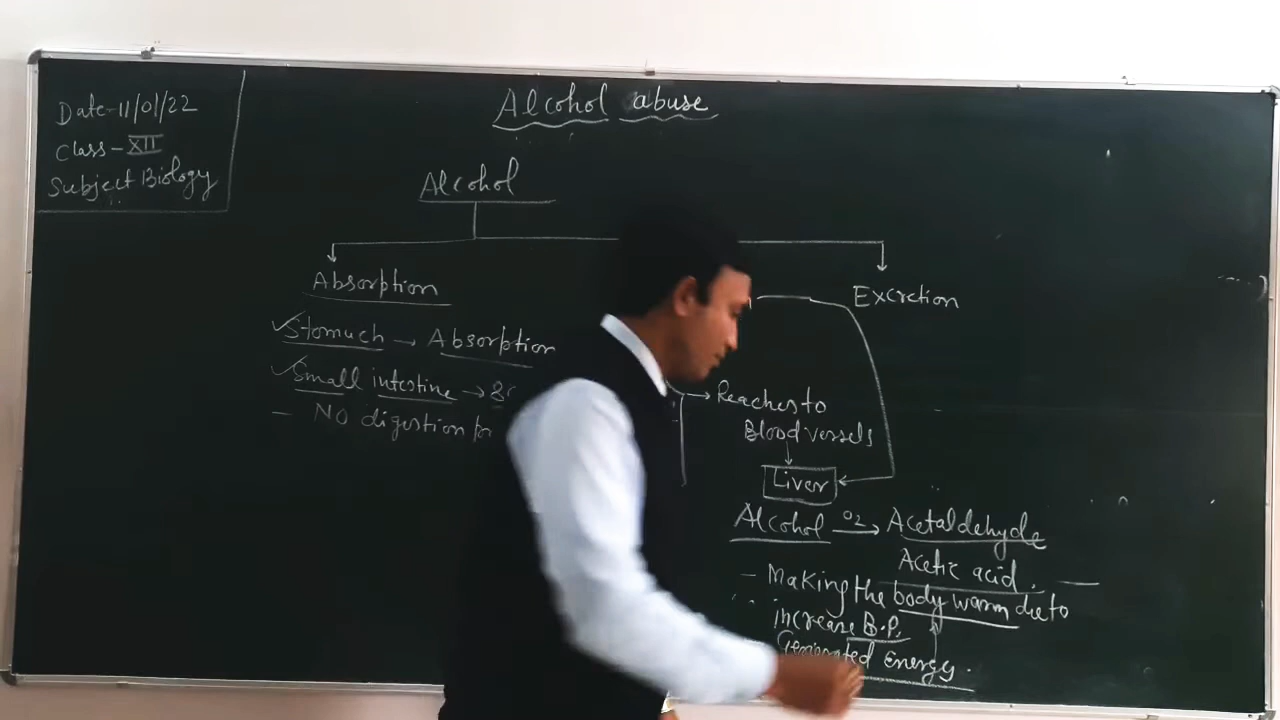 Date-11/01/22
Class-XII
Subject Biology
Alcohol abuse
Alcohol
Absorption
Excretion
Stomuch → Absorption
Small intestine →
- No digestion for
→ Reaches to
Blood vessels
Liver
Alcohol O2→ Acetaldehyde
Acetic acid.
- Making the body warm due to
increase B.P.
Generated Energy.